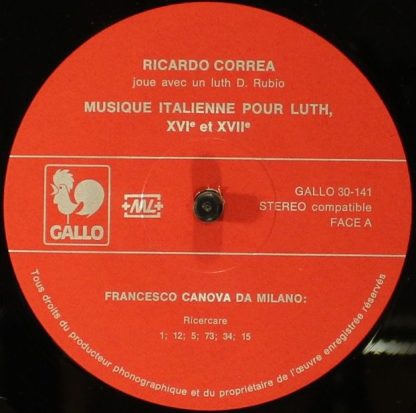 RICARDO CORREA
joue avec un luth D. Rubio
MUSIQUE ITALIENNE POUR LUTH,
XVIe et XVIIe
GALLO
+ML+
GALLO 30-141
STEREO compatible
FACE A
FRANCESCO CANOVA DA MILANO:
Ricercare
1; 12; 5; 73; 34; 15
Tous droits du producteur phonographique et du propriétaire de l'œuvre enregistrée réservés